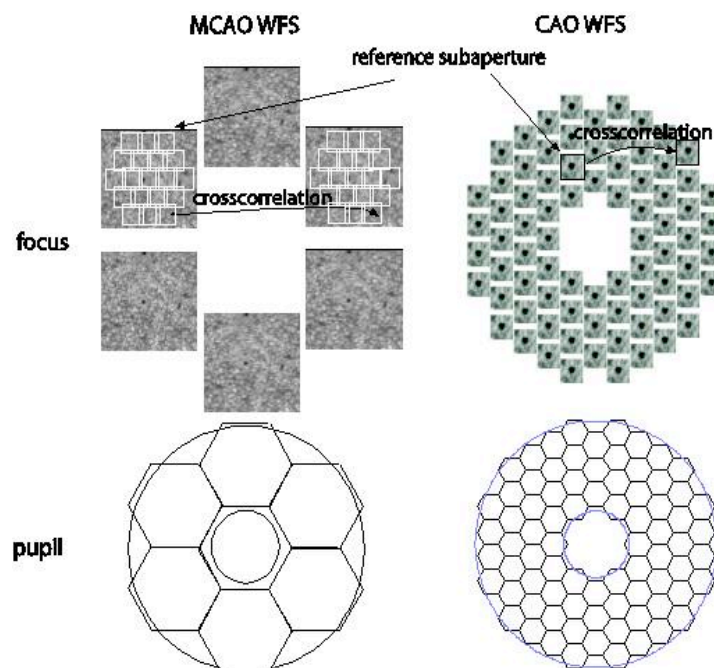 MCAO WFS
CAO WFS
reference subaperture
crosscorrelation
crosscorrelation
focus
pupil